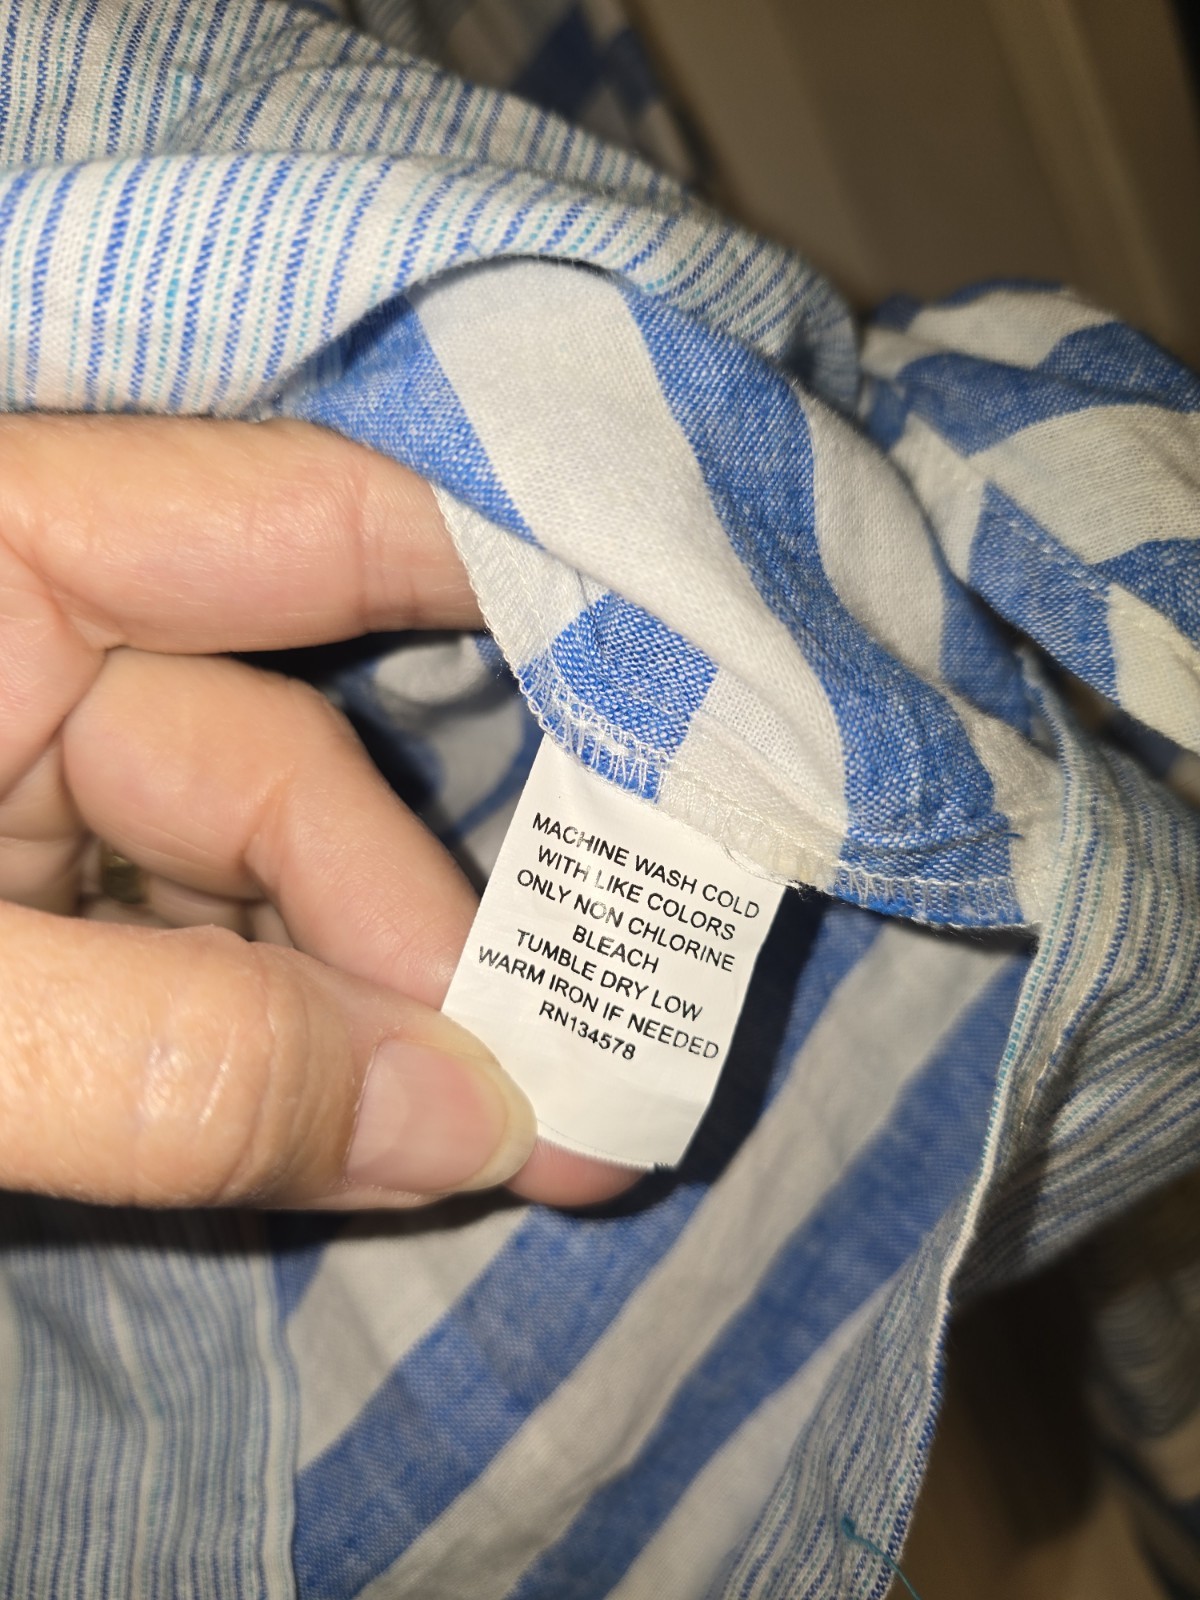 MACHINE WASH COLD
WITH LIKE COLORS
ONLY NON CHLORINE
BLEACH
TUMBLE DRY LOW
WARM IRON IF NEEDED
RN134578